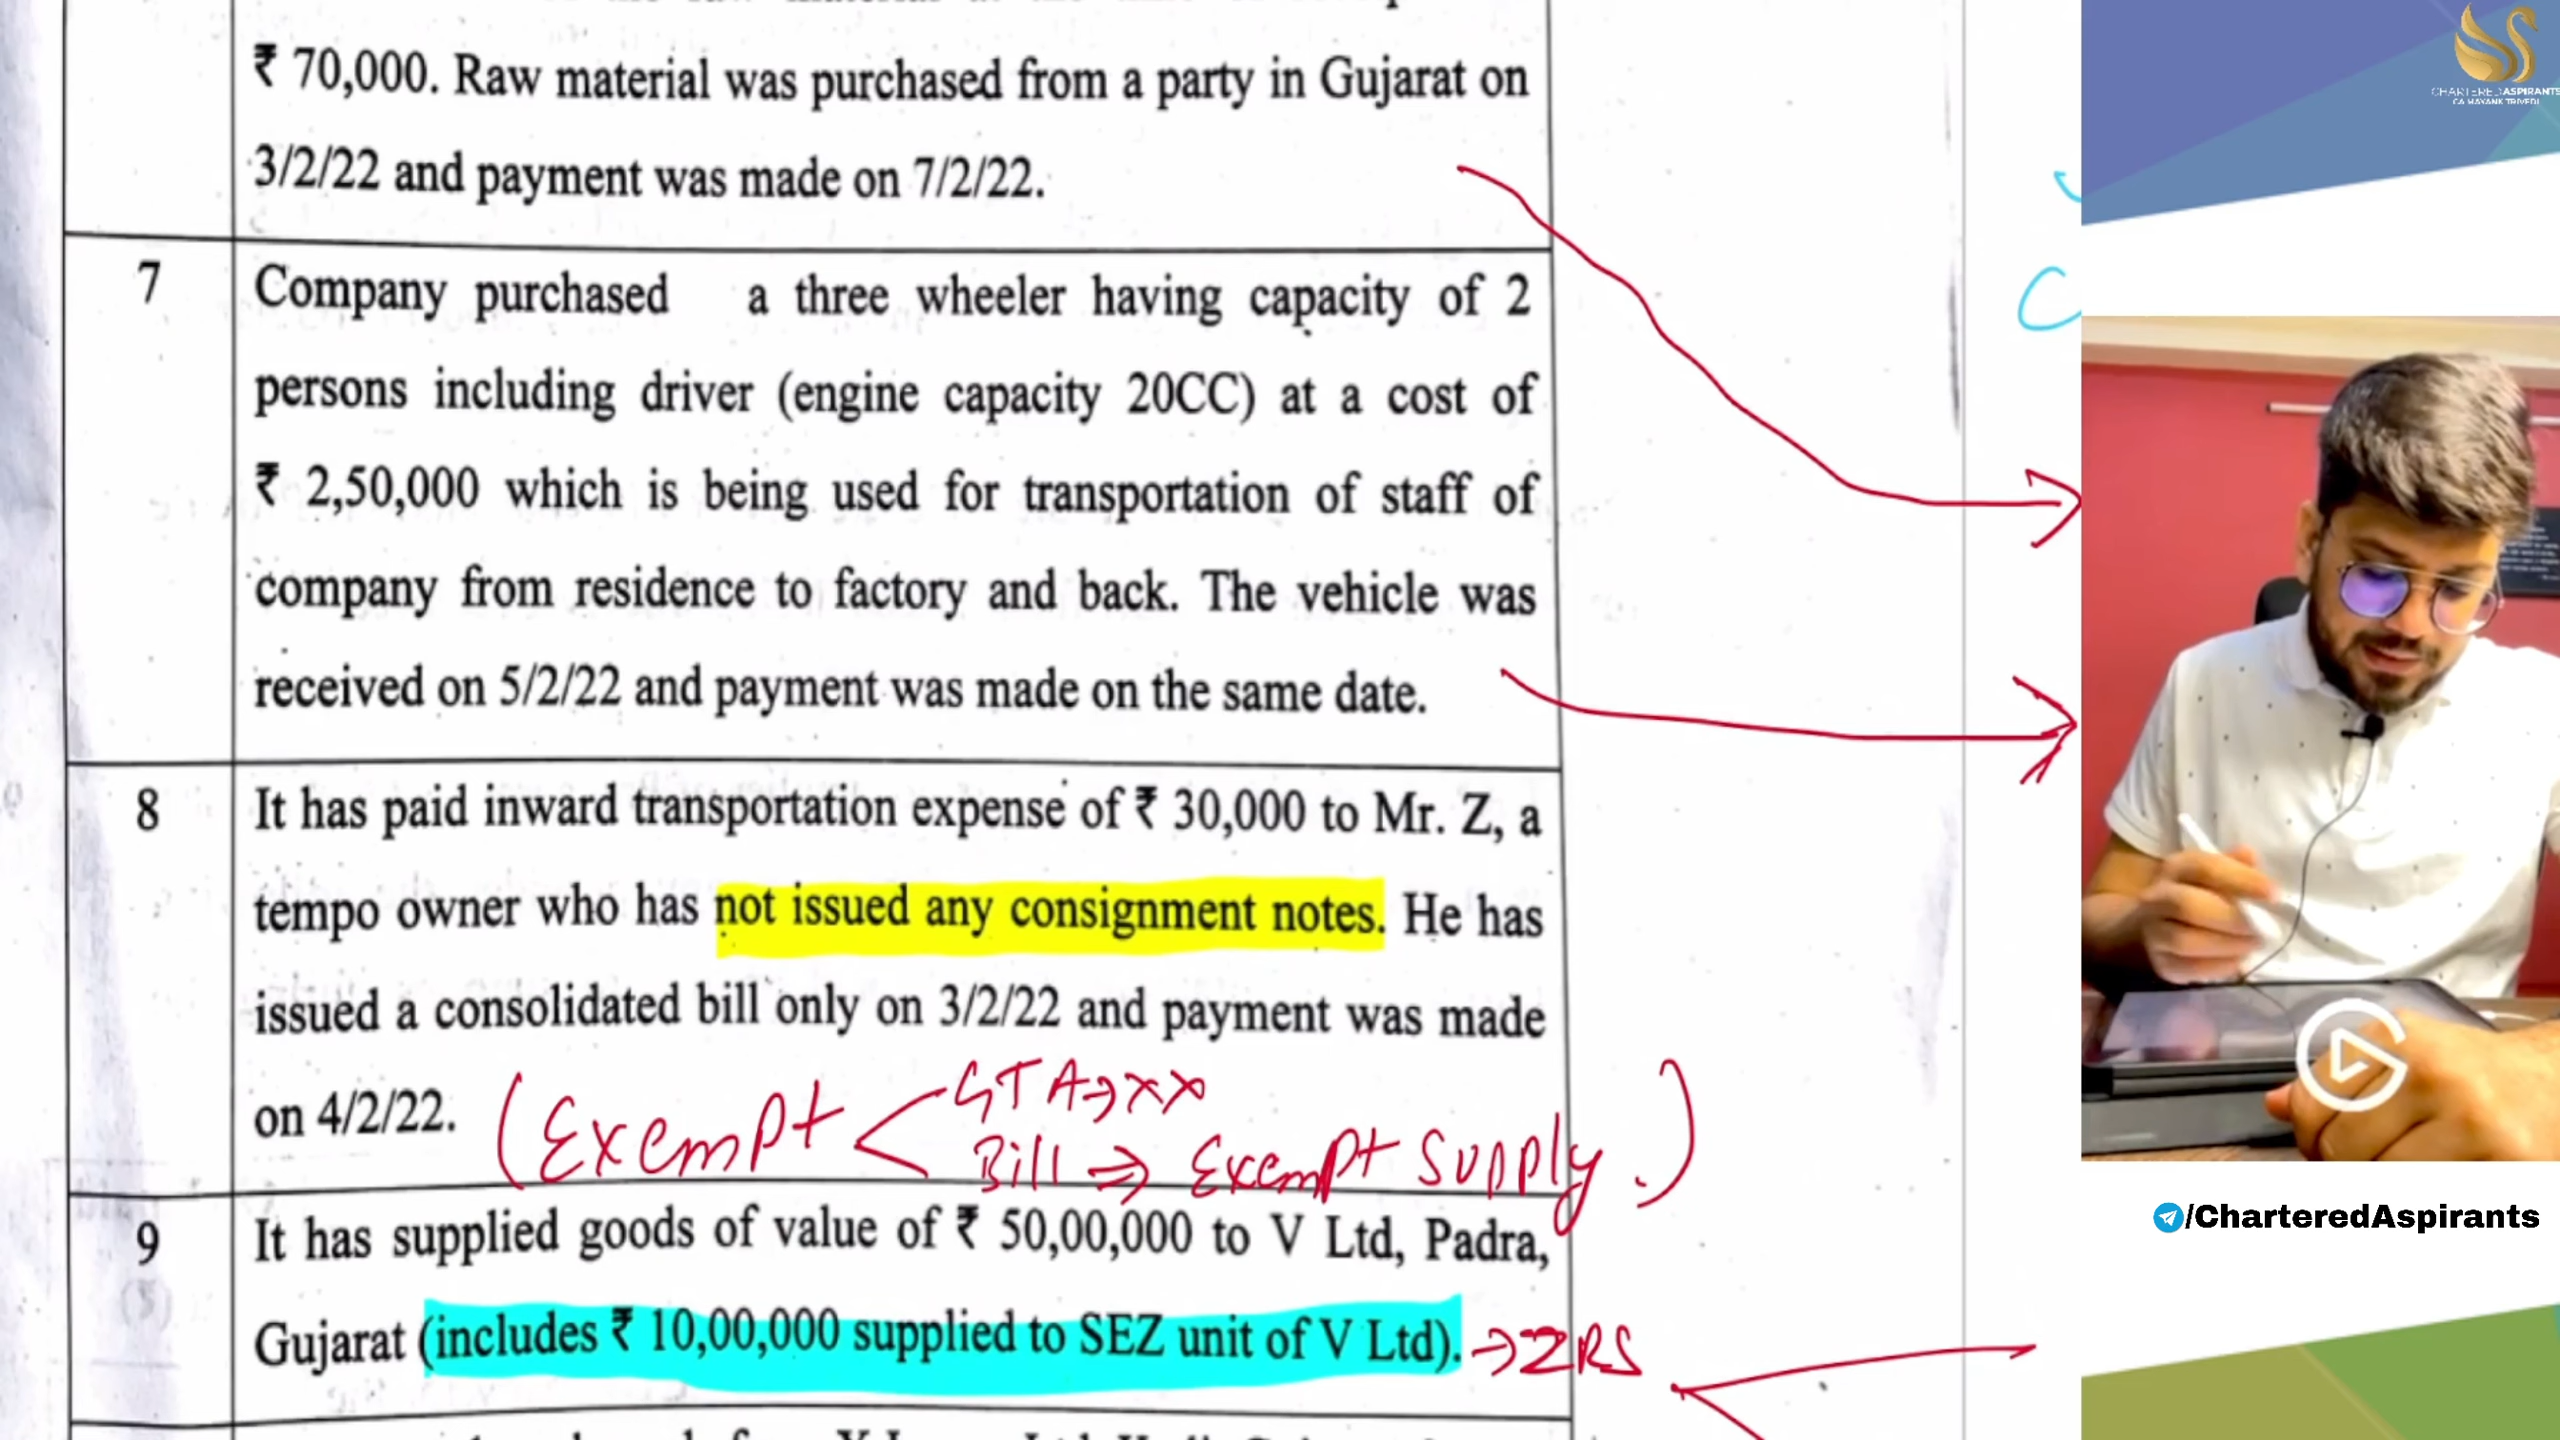 ₹ 70,000. Raw material was purchased from a party in Gujarat on
3/2/22 and payment was made on 7/2/22.
7
Company purchased a three wheeler having capacity of 2
persons including driver (engine capacity 20CC) at a cost of
₹ 2,50,000 which is being used for transportation of staff of
company from residence to factory and back. The vehicle was
received on 5/2/22 and payment was made on the same date.
8
It has paid inward transportation expense of ₹ 30,000 to Mr. Z, a
tempo owner who has not issued any consignment notes. He has
issued a consolidated bill only on 3/2/22 and payment was made
on 4/2/22.
(Exempt < GTA → XX
Bill ⇒ Exempt Supply.)
9
It has supplied goods of value of ₹ 50,00,000 to V Ltd, Padra,
Gujarat (includes ₹ 10,00,000 supplied to SEZ unit of V Ltd). → ZRS
CHARTEREDASPIRANTS
CA MAYANK TRIVEDI
/CharteredAspirants